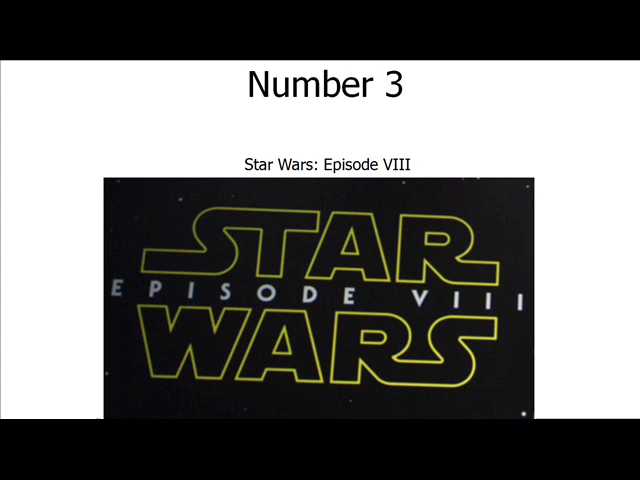 Number 3
Star Wars: Episode VIII
STAR
EPISODE VIII
WARS